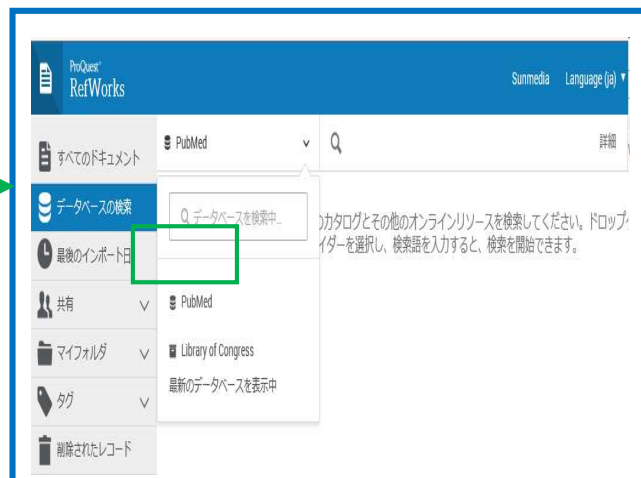 ProQuest®
RefWorks
Sunmedia Language (ja) ▼
すべてのドキュメント
データベースの検索
最後のインポート日
共有
マイフォルダ
タグ
削除されたレコード
PubMed
詳細
データベースを検索中...
PubMed
Library of Congress
最新のデータベースを表示中
のカタログとその他のオンラインリソースを検索してください。ドロップ
イダーを選択し、検索語を入力すると、検索を開始できます。